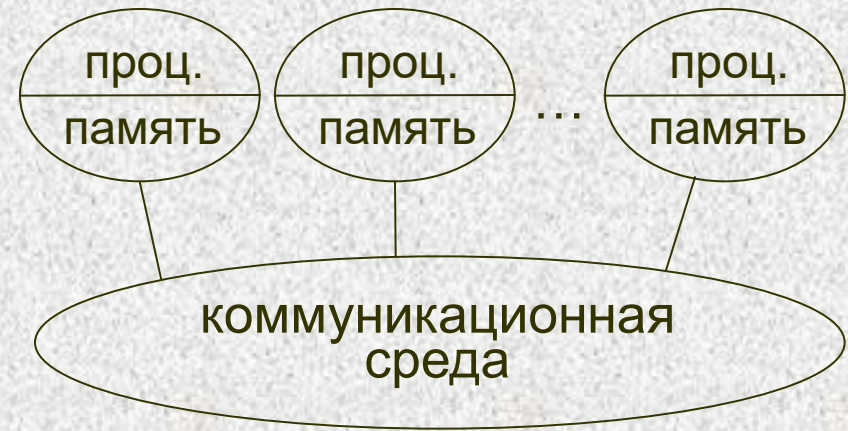 проц. проц. проц.
память память … память
коммуникационная
среда